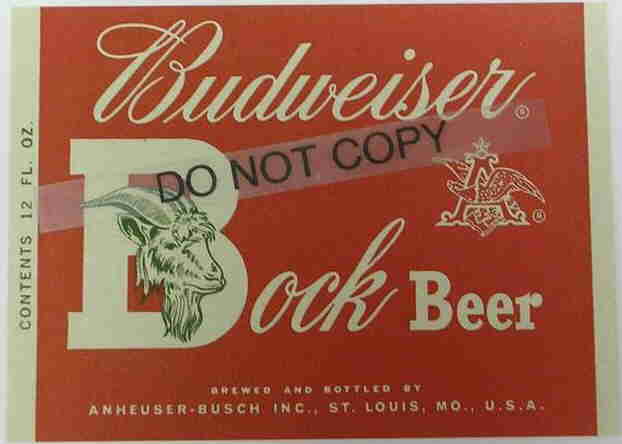 Budweiser®
DO NOT COPY
A
®
Bock Beer
CONTENTS 12 FL. OZ.
BREWED AND BOTTLED BY
ANHEUSER-BUSCH INC., ST. LOUIS, MO., U.S.A.